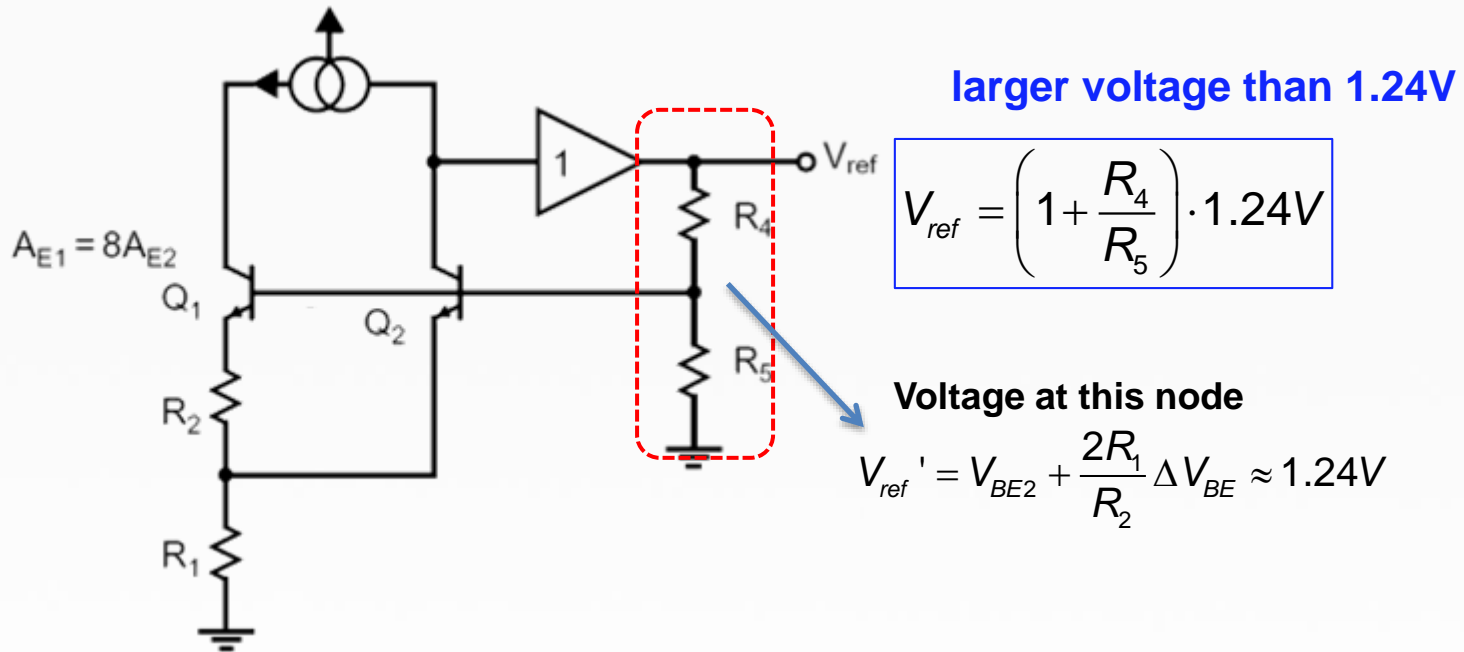 larger voltage than 1.24V
V_ref = (1 + R_4 / R_5) · 1.24V
1
V_ref
R_4
A_E1 = 8A_E2
Q_1
Q_2
R_5
R_2
Voltage at this node
V_ref ' = V_BE2 + 2R_1 / R_2 ΔV_BE ≈ 1.24V
R_1